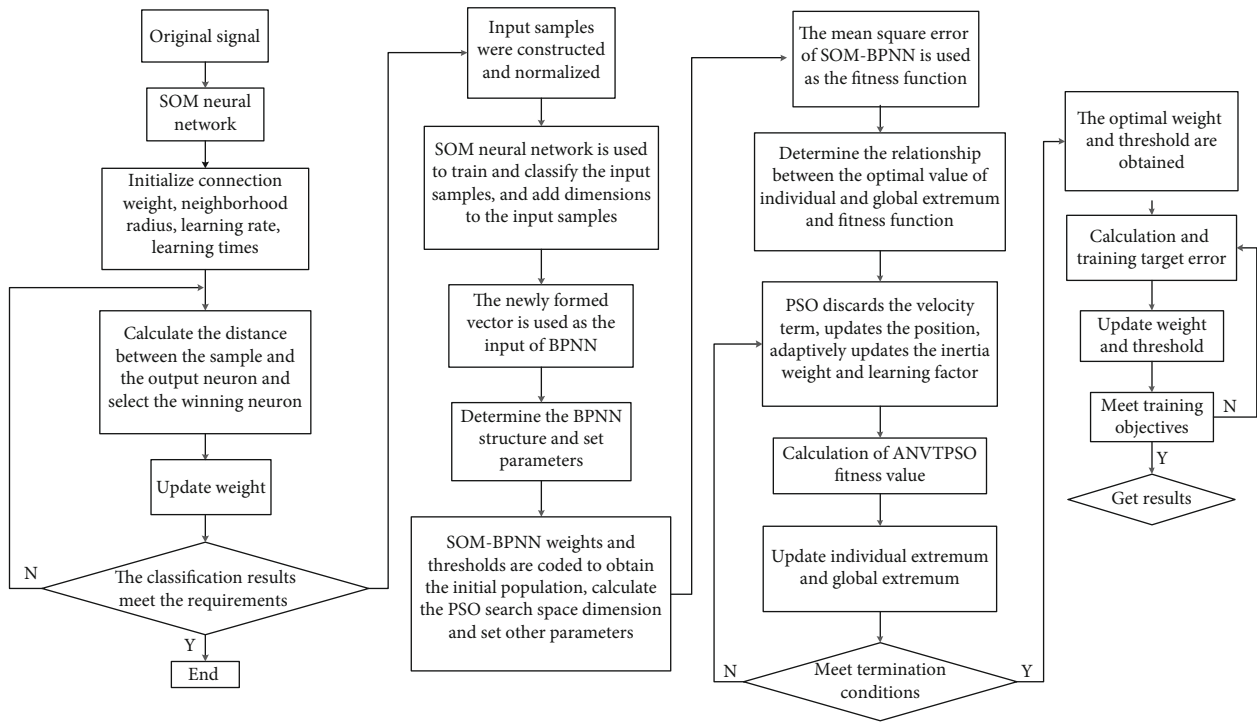 Original signal
SOM neural
network
Initialize connection
weight, neighborhood
radius, learning rate,
learning times
Calculate the distance
between the sample and
the output neuron and
select the winning neuron
Update weight
N
The classification results
meet the requirements
Y
End
Input samples
were constructed
and normalized
SOM neural network is used
to train and classify the input
samples, and add dimensions
to the input samples
The newly formed
vector is used as the
input of BPNN
Determine the BPNN
structure and set
parameters
SOM-BPNN weights and
thresholds are coded to obtain
the initial population, calculate
the PSO search space dimension
and set other parameters
The mean square error
of SOM-BPNN is used
as the fitness function
Determine the relationship
between the optimal value of
individual and global extremum
and fitness function
PSO discards the velocity
term, updates the position,
adaptively updates the inertia
weight and learning factor
Calculation of ANVTPSO
fitness value
Update individual extremum
and global extremum
N
Meet termination
conditions
Y
The optimal weight
and threshold are
obtained
Calculation and
training target error
Update weight
and threshold
Meet training
objectives
N
Y
Get results